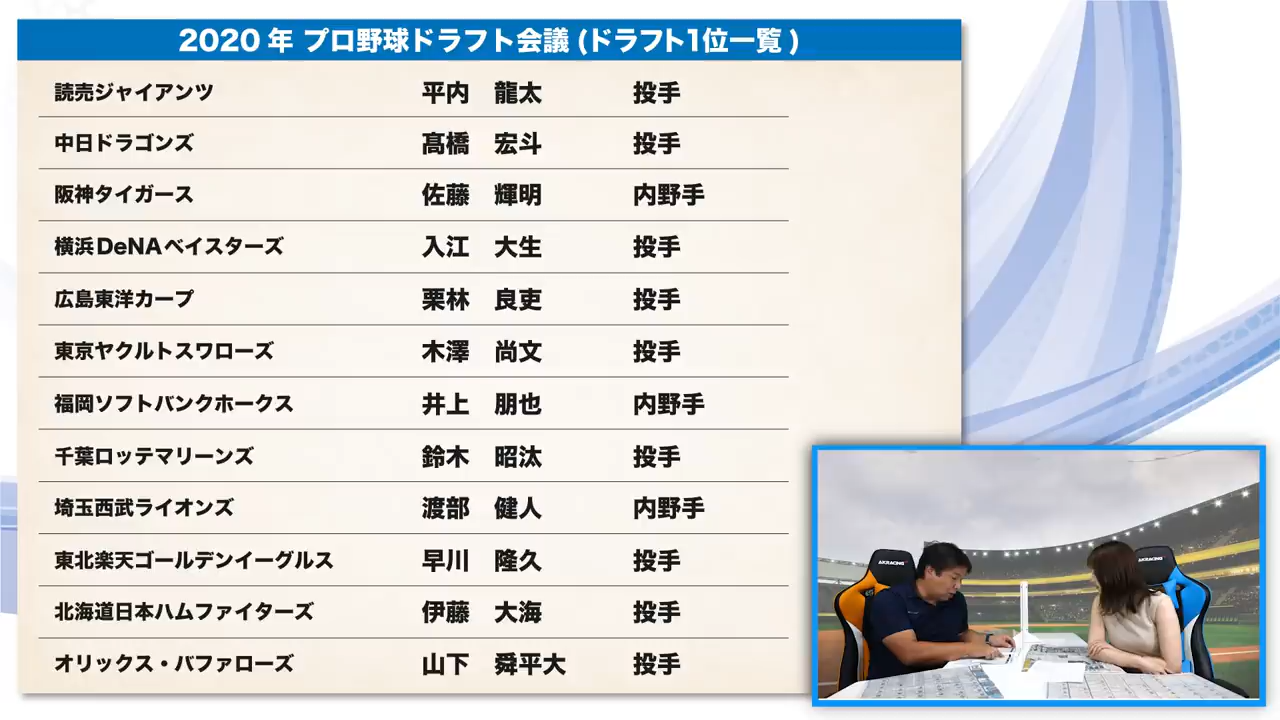 2020年 プロ野球ドラフト会議 (ドラフト1位一覧)
読売ジャイアンツ 平内 龍太 投手
中日ドラゴンズ 髙橋 宏斗 投手
阪神タイガース 佐藤 輝明 内野手
横浜DeNAベイスターズ 入江 大生 投手
広島東洋カープ 栗林 良吏 投手
東京ヤクルトスワローズ 木澤 尚文 投手
福岡ソフトバンクホークス 井上 朋也 内野手
千葉ロッテマリーンズ 鈴木 昭汰 投手
埼玉西武ライオンズ 渡部 健人 内野手
東北楽天ゴールデンイーグルス 早川 隆久 投手
北海道日本ハムファイターズ 伊藤 大海 投手
オリックス・バファローズ 山下 舜平大 投手
AKRACING
AKRACING